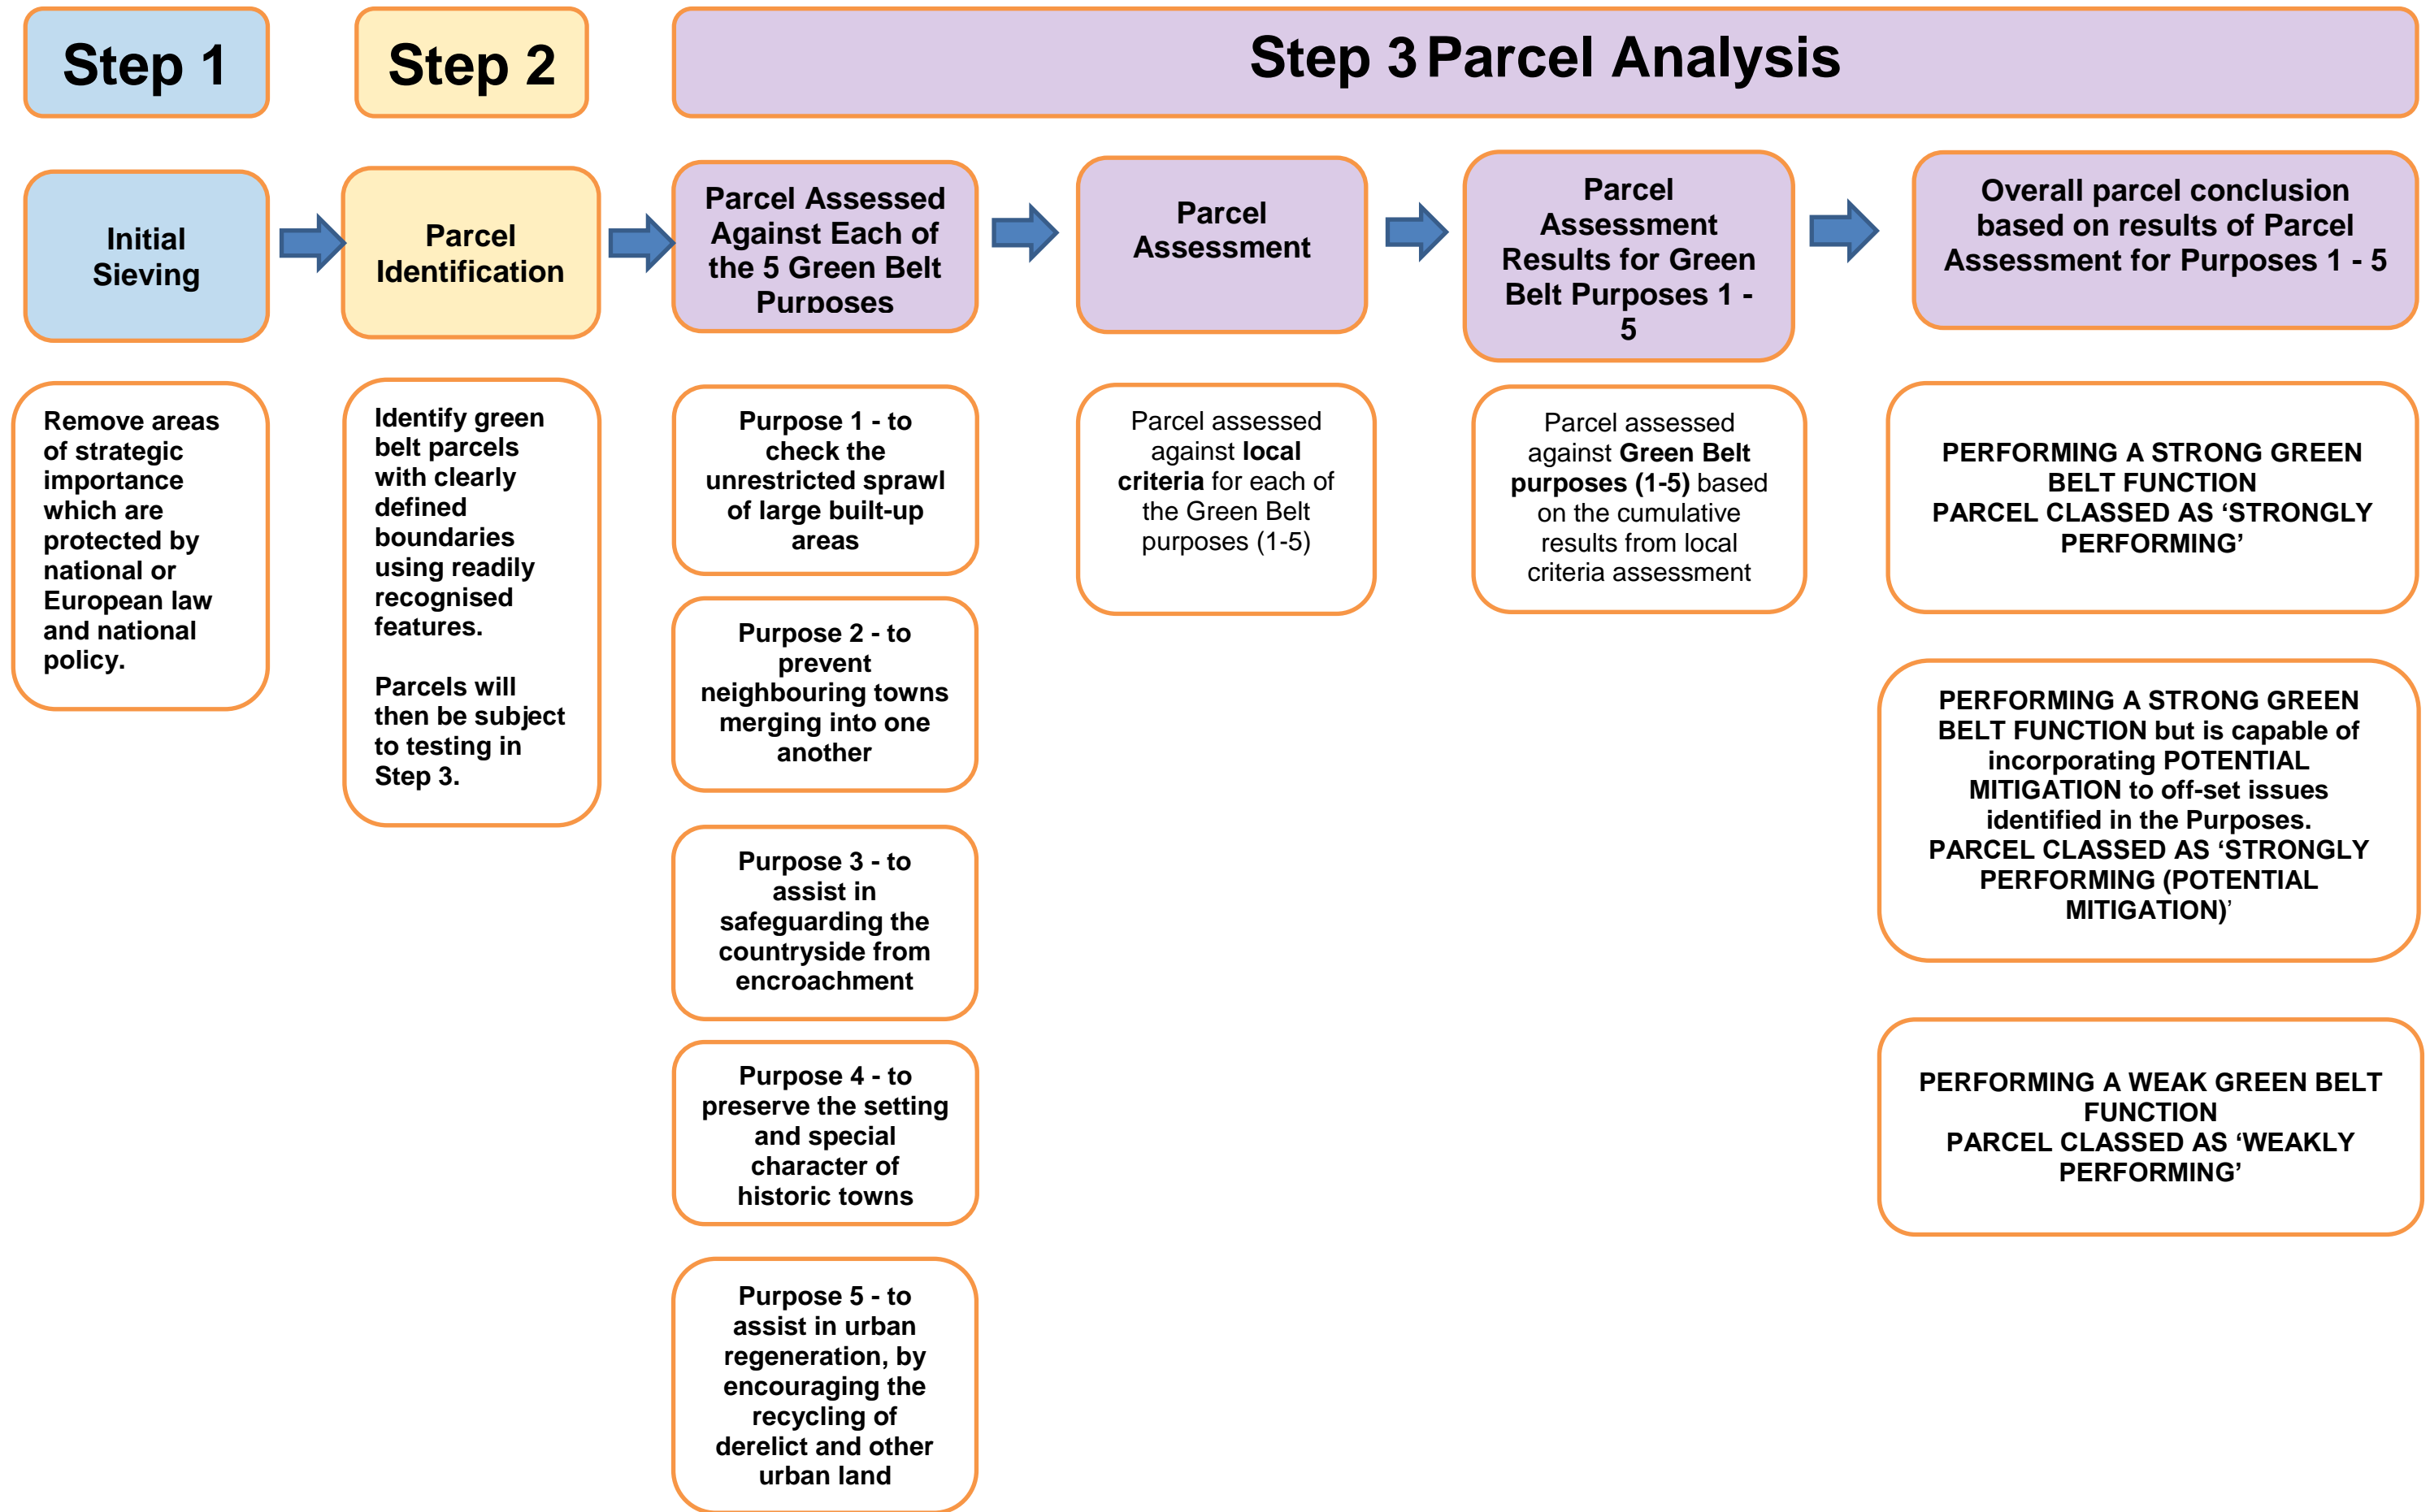 Step 1
Step 2
Step 3 Parcel Analysis
Initial
Sieving
Parcel
Identification
Parcel Assessed
Against Each of
the 5 Green Belt
Purposes
Parcel
Assessment
Parcel
Assessment
Results for Green
Belt Purposes 1 -
5
Overall parcel conclusion
based on results of Parcel
Assessment for Purposes 1 - 5
Remove areas
of strategic
importance
which are
protected by
national or
European law
and national
policy.
Identify green
belt parcels
with clearly
defined
boundaries
using readily
recognised
features.
Parcels will
then be subject
to testing in
Step 3.
Purpose 1 - to
check the
unrestricted sprawl
of large built-up
areas
Purpose 2 - to
prevent
neighbouring towns
merging into one
another
Purpose 3 - to
assist in
safeguarding the
countryside from
encroachment
Purpose 4 - to
preserve the setting
and special
character of
historic towns
Purpose 5 - to
assist in urban
regeneration, by
encouraging the
recycling of
derelict and other
urban land
Parcel assessed
against local
criteria for each of
the Green Belt
purposes (1-5)
Parcel assessed
against Green Belt
purposes (1-5) based
on the cumulative
results from local
criteria assessment
PERFORMING A STRONG GREEN
BELT FUNCTION
PARCEL CLASSED AS ‘STRONGLY
PERFORMING’
PERFORMING A STRONG GREEN
BELT FUNCTION but is capable of
incorporating POTENTIAL
MITIGATION to off-set issues
identified in the Purposes.
PARCEL CLASSED AS ‘STRONGLY
PERFORMING (POTENTIAL
MITIGATION)’
PERFORMING A WEAK GREEN BELT
FUNCTION
PARCEL CLASSED AS ‘WEAKLY
PERFORMING’